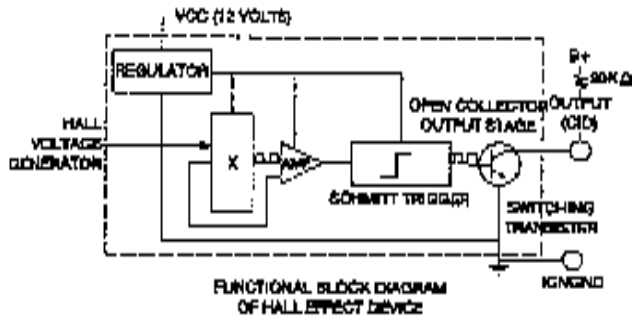 VCC (12 VOLTS)
REGULATOR
B+
20K Ω
HALL
VOLTAGE
GENERATOR
X
AMP
OPEN COLLECTOR
OUTPUT STAGE
OUTPUT
(CID)
SCHMITT TRIGGER
SWITCHING
TRANSISTER
IGNGND
FUNCTIONAL BLOCK DIAGRAM
OF HALL EFFECT DEVICE